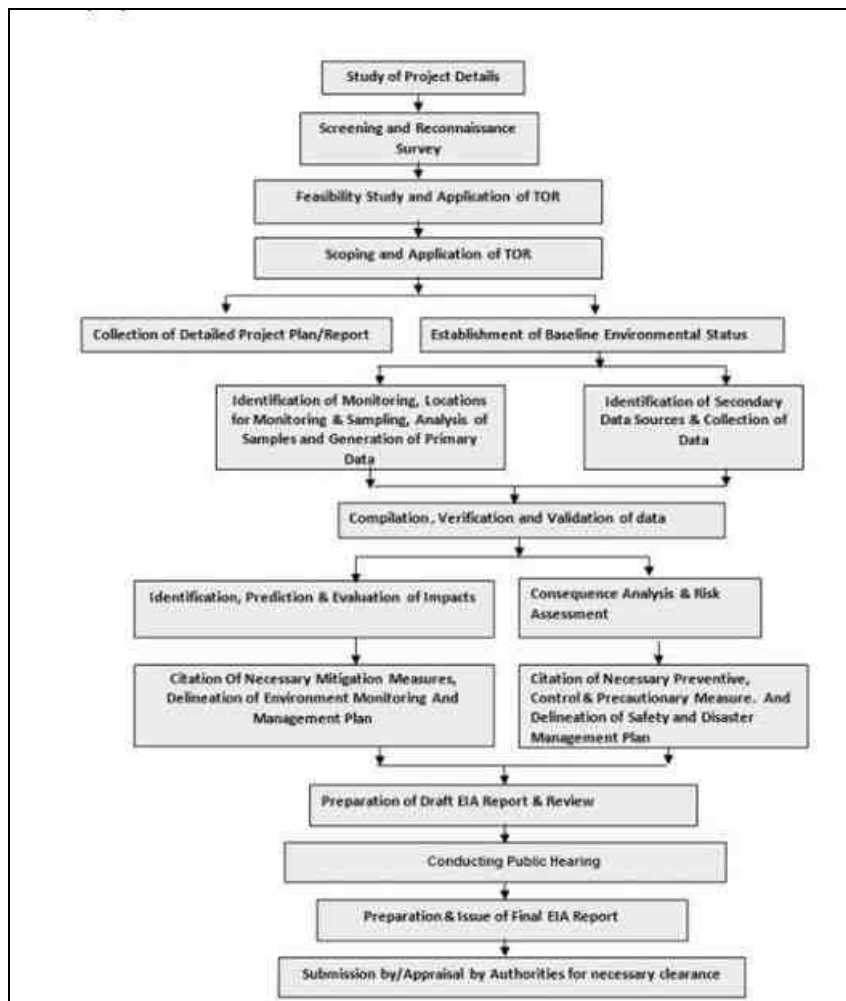 Study of Project Details
Screening and Reconnaissance
Survey
Feasibility Study and Application of TOR
Scoping and Application of TOR
Collection of Detailed Project Plan/Report
Establishment of Baseline Environmental Status
Identification of Monitoring, Locations
for Monitoring & Sampling, Analysis of
Samples and Generation of Primary
Data
Identification of Secondary
Data Sources & Collection of
Data
Compilation, Verification and Validation of data
Identification, Prediction & Evaluation of Impacts
Consequence Analysis & Risk
Assessment
Citation Of Necessary Mitigation Measures,
Delineation of Environment Monitoring And
Management Plan
Citation of Necessary Preventive,
Control & Precautionary Measure. And
Delineation of Safety and Disaster
Management Plan
Preparation of Draft EIA Report & Review
Conducting Public Hearing
Preparation & Issue of Final EIA Report
Submission by/Appraisal by Authorities for necessary clearance